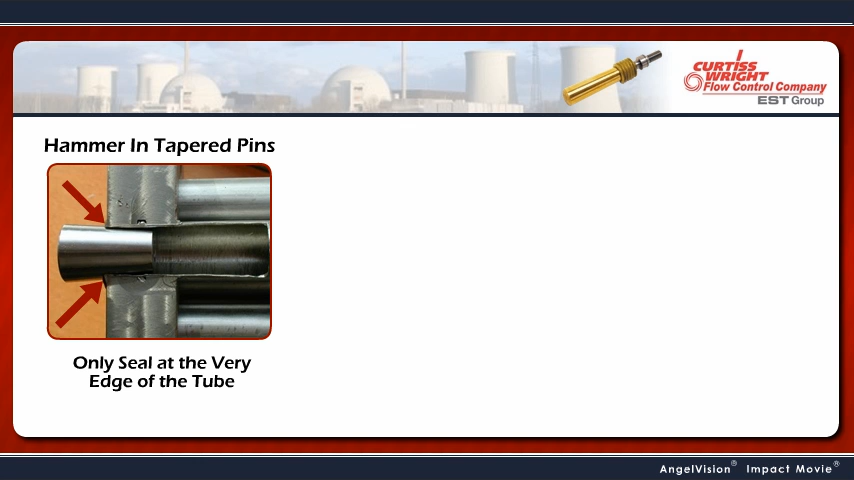 CURTISS
WRIGHT
Flow Control Company
EST Group
Hammer In Tapered Pins
Only Seal at the Very
Edge of the Tube
AngelVision® Impact Movie®